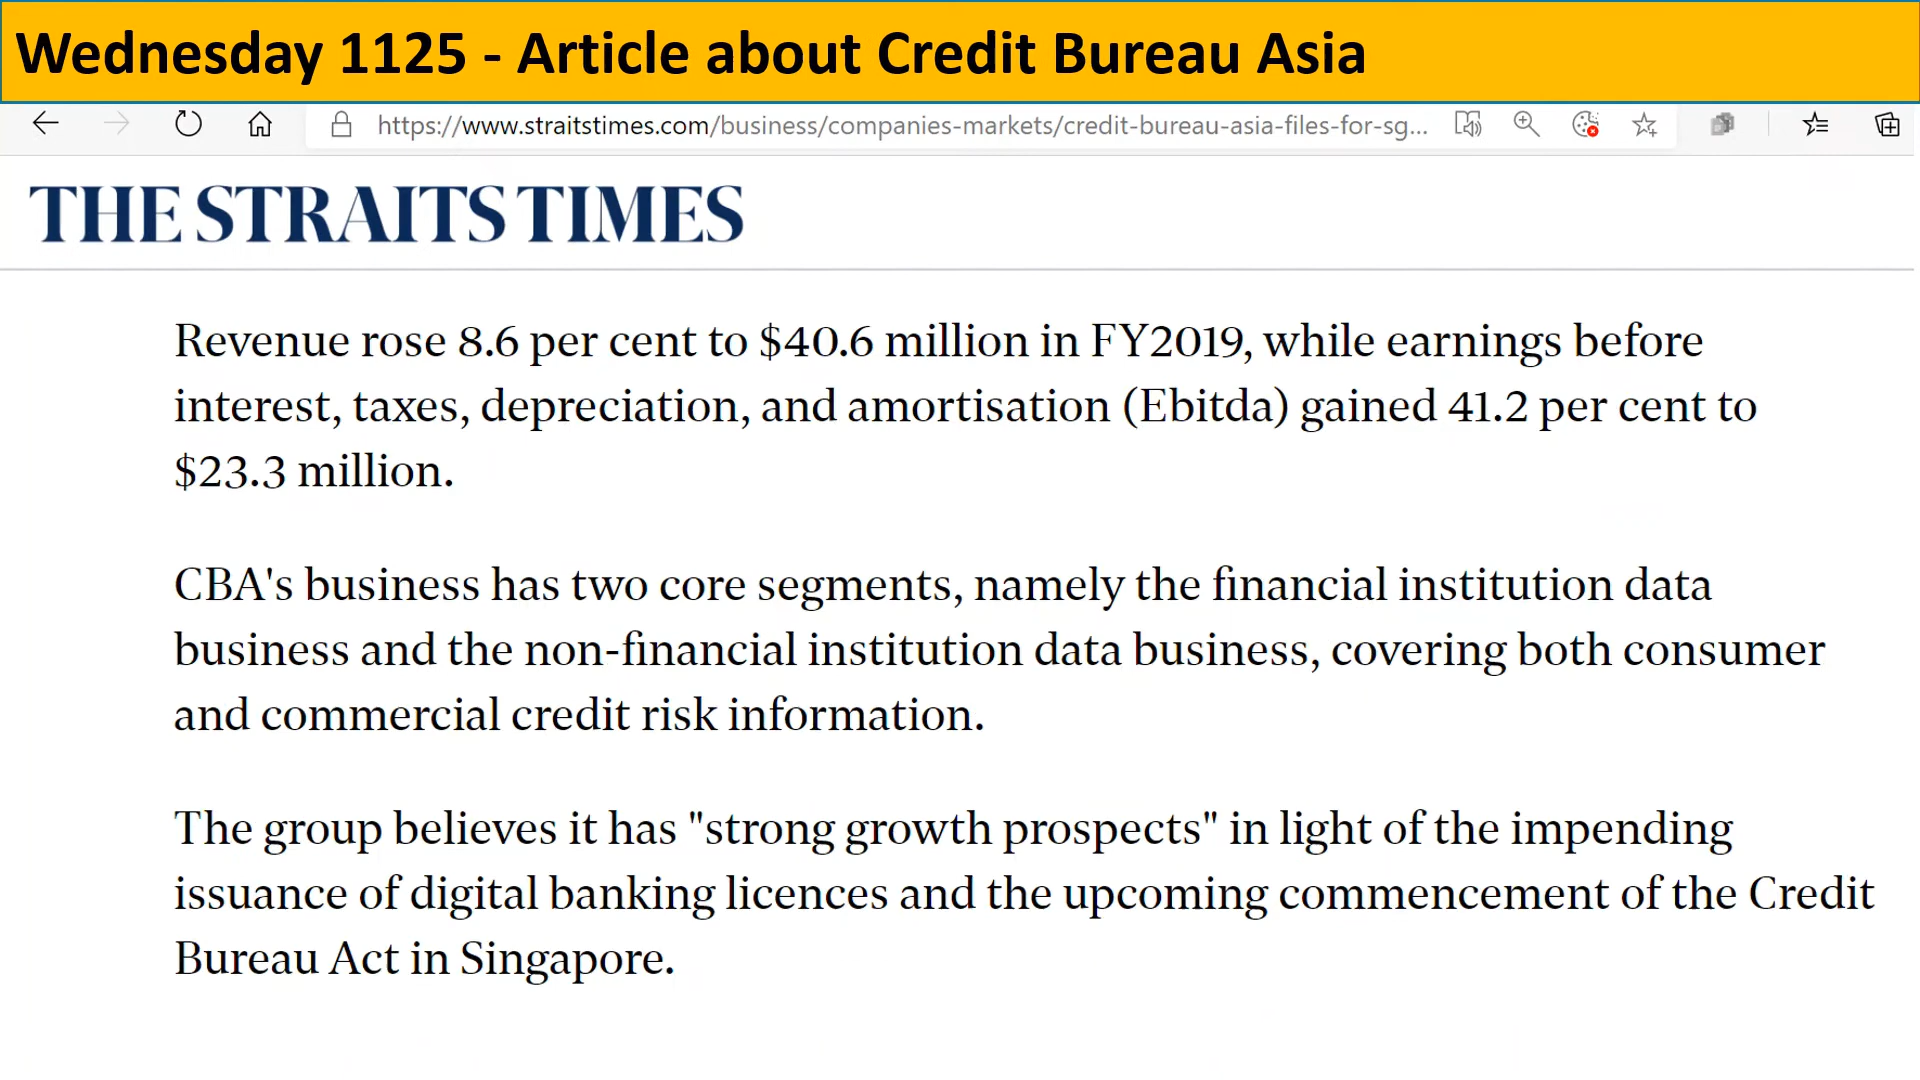 Wednesday 1125 - Article about Credit Bureau Asia
https://www.straitstimes.com/business/companies-markets/credit-bureau-asia-files-for-sg...
THE STRAITS TIMES
Revenue rose 8.6 per cent to $40.6 million in FY2019, while earnings before
interest, taxes, depreciation, and amortisation (Ebitda) gained 41.2 per cent to
$23.3 million.
CBA's business has two core segments, namely the financial institution data
business and the non-financial institution data business, covering both consumer
and commercial credit risk information.
The group believes it has "strong growth prospects" in light of the impending
issuance of digital banking licences and the upcoming commencement of the Credit
Bureau Act in Singapore.